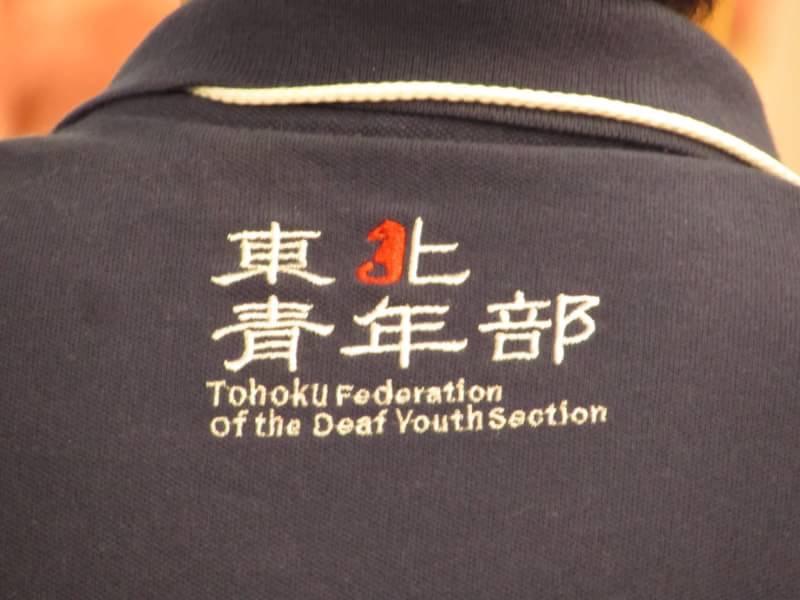 東北
青年部
Tohoku Federation
Of the Deaf Youth Section